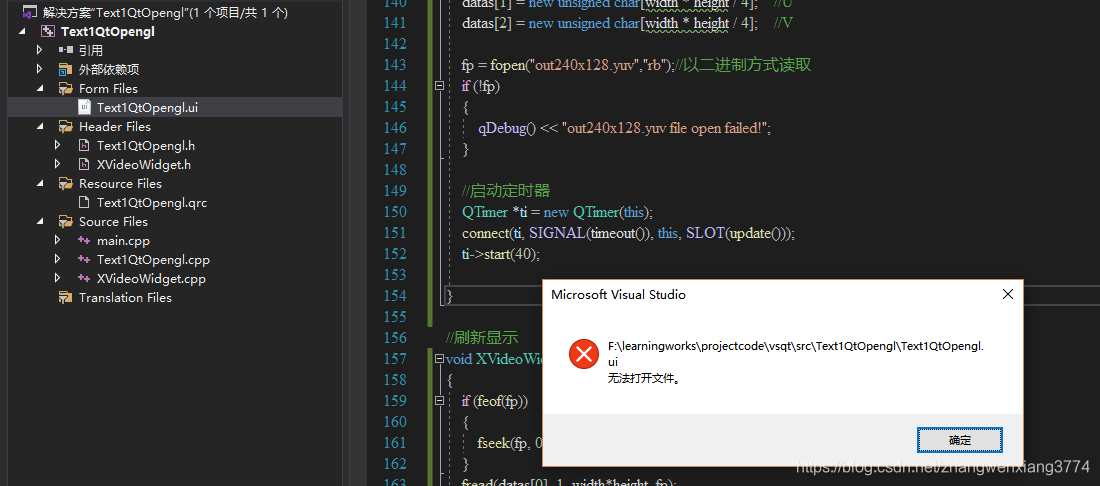 解决方案"Text1QtOpengl"(1 个项目/共 1 个)
Text1QtOpengl
引用
外部依赖项
Form Files
Text1QtOpengl.ui
Header Files
Text1QtOpengl.h
XVideoWidget.h
Resource Files
Text1QtOpengl.qrc
Source Files
main.cpp
Text1QtOpengl.cpp
XVideoWidget.cpp
Translation Files
140 datas[1] = new unsigned char[width * height / 4]; //U
141 datas[2] = new unsigned char[width * height / 4]; //V
142
143 fp = fopen("out240x128.yuv","rb");//以二进制方式读取
144 if (!fp)
145 {
146 qDebug() << "out240x128.yuv file open failed!";
147 }
148
149 //启动定时器
150 QTimer *ti = new QTimer(this);
151 connect(ti, SIGNAL(timeout()), this, SLOT(update()));
152 ti->start(40);
153
154 }
155
156 //刷新显示
157 void XVideoWi
158 {
159 if (feof(fp))
160 {
161 fseek(fp, 0
162 }
163 fread(datas[0], 1, width*height, fp);
Microsoft Visual Studio
F:\learningworks\projectcode\vsqt\src\Text1QtOpengl\Text1QtOpengl.
ui
无法打开文件。
确定
https://blog.csdn.net/zhangwenxiang3774